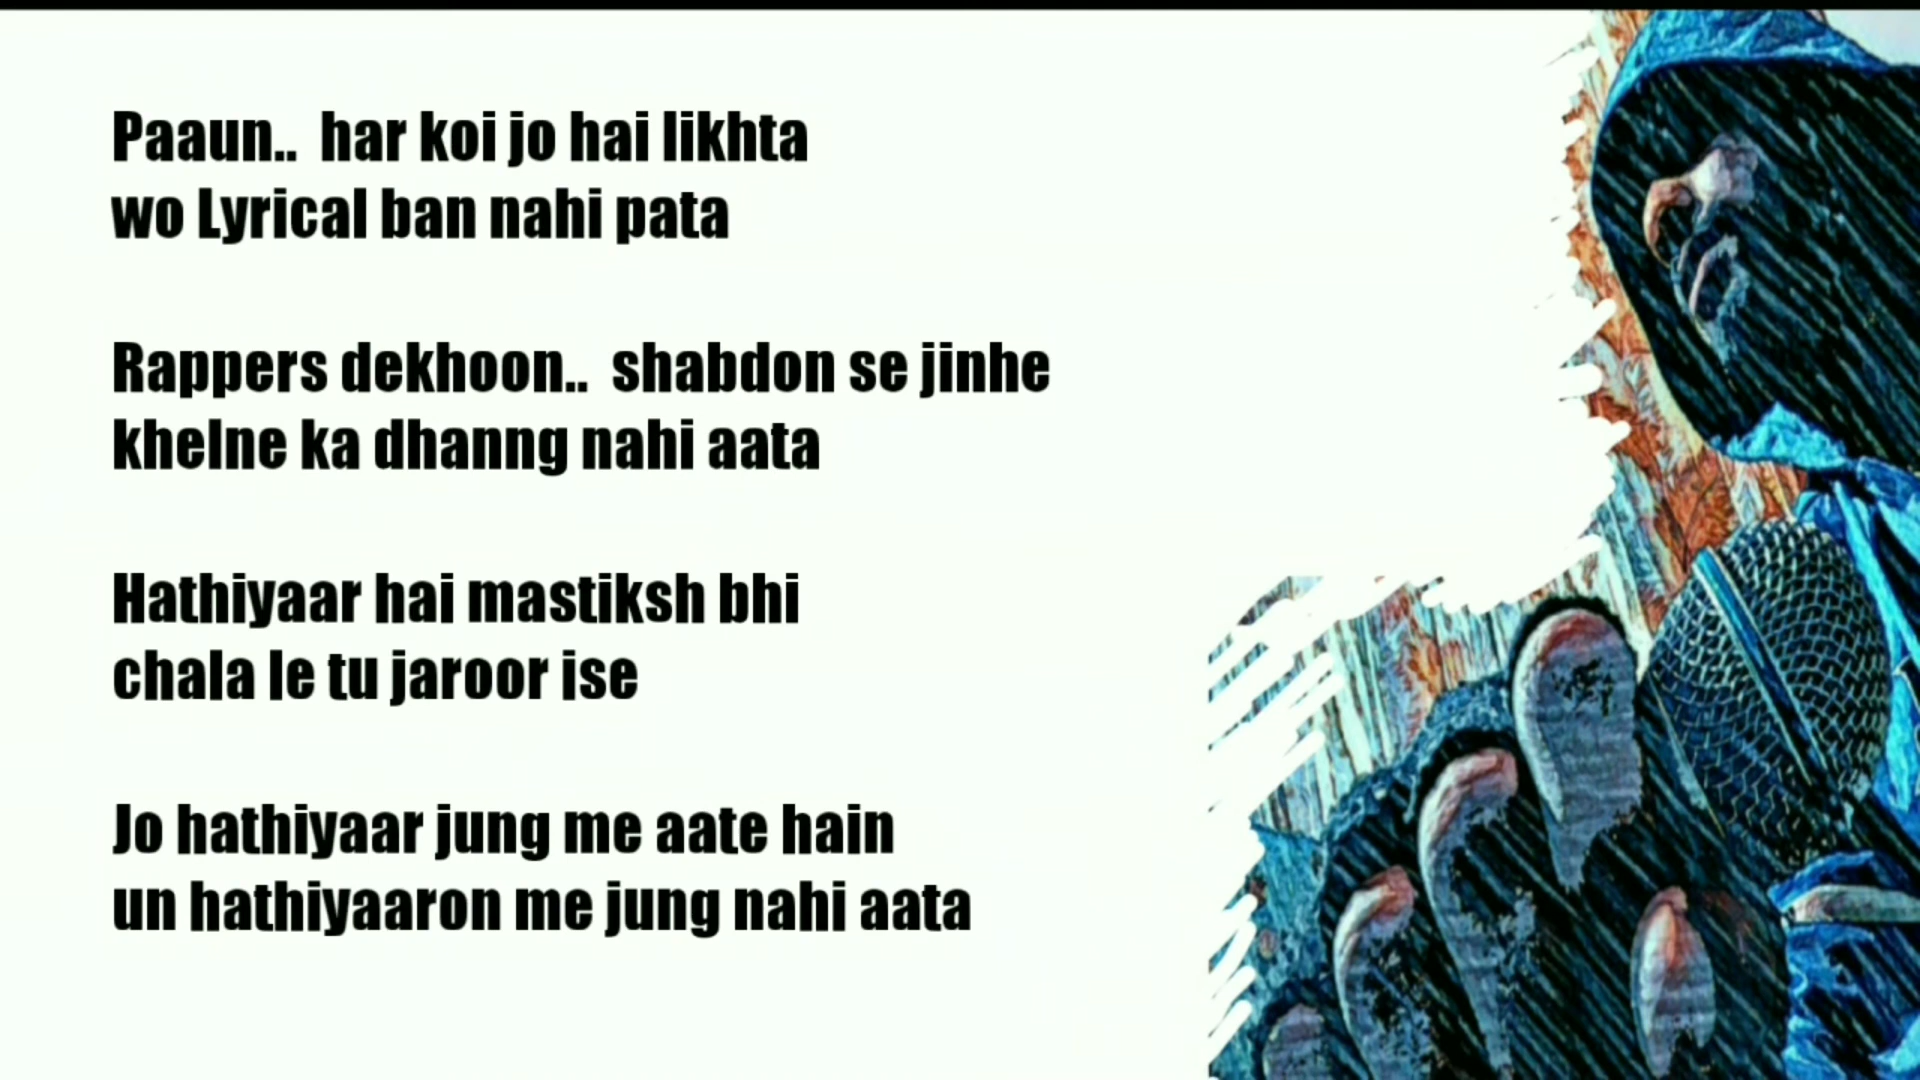 Paaun..  har koi jo hai likhta
wo Lyrical ban nahi pata
Rappers dekhoon..  shabdon se jinhe
khelne ka dhanng nahi aata
Hathiyaar hai mastiksh bhi
chala le tu jaroor ise
Jo hathiyaar jung me aate hain
un hathiyaaron me jung nahi aata